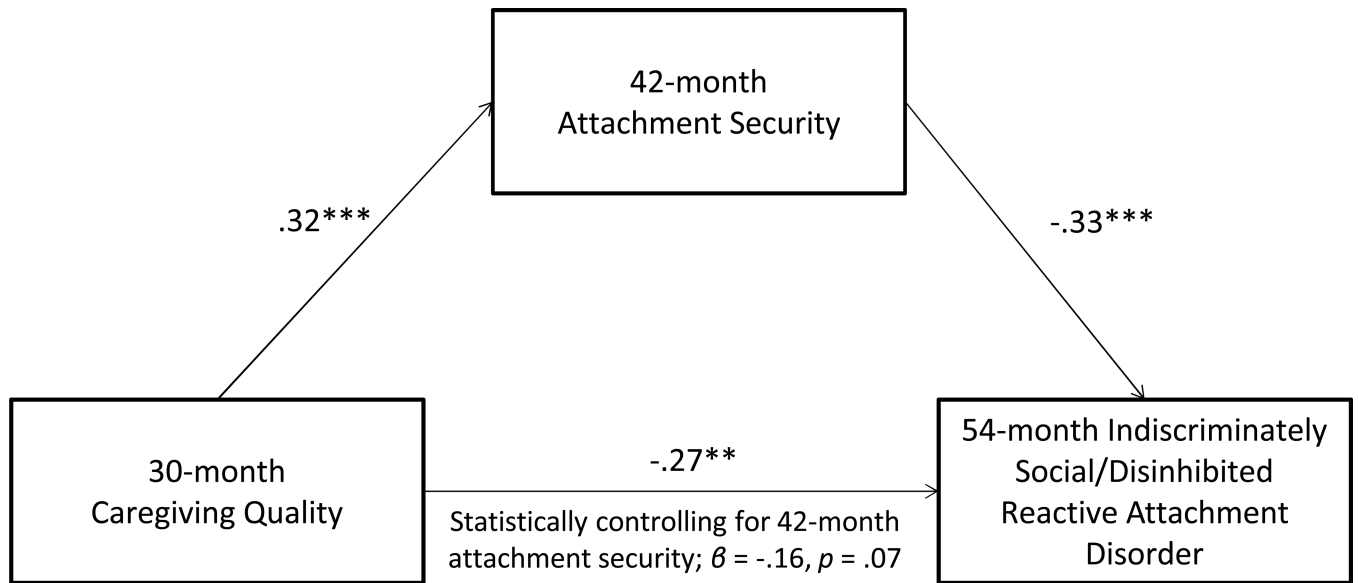 42-month
Attachment Security
.32***
-.33***
30-month
Caregiving Quality
-.27**
Statistically controlling for 42-month
attachment security; β = -.16, p = .07
54-month Indiscriminately
Social/Disinhibited
Reactive Attachment
Disorder